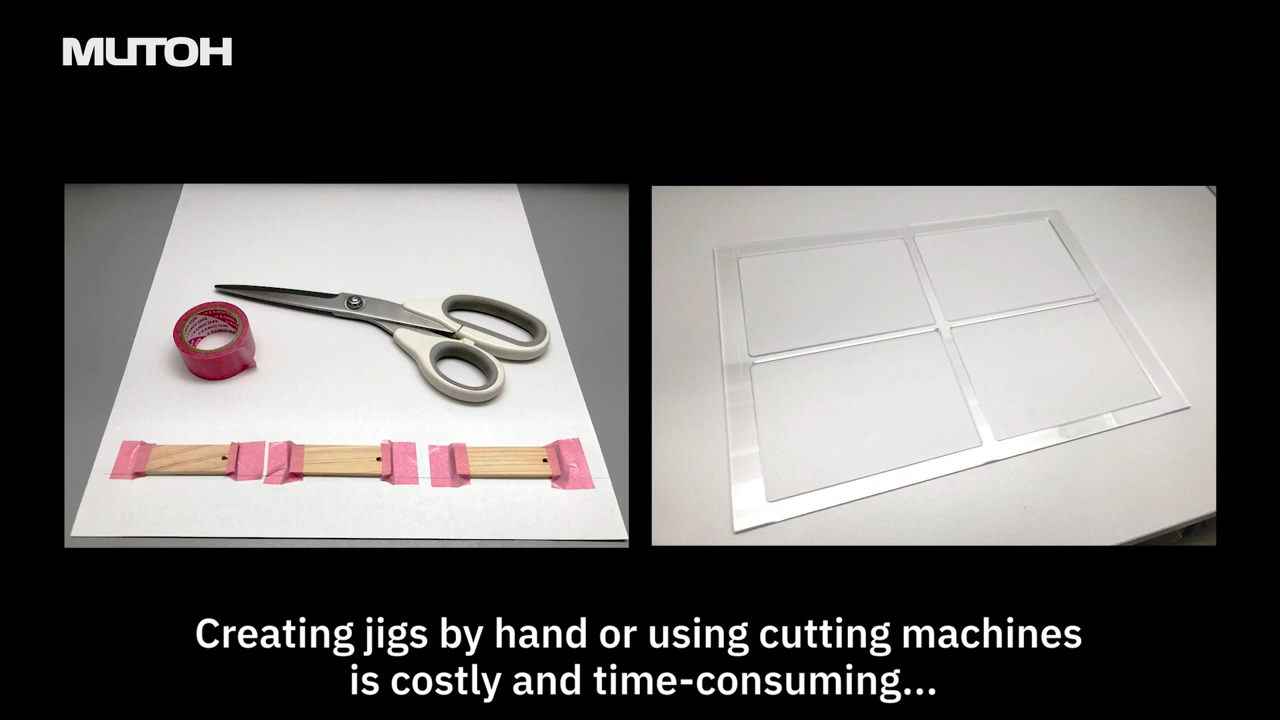 MUTOH
Creating jigs by hand or using cutting machines
is costly and time-consuming...